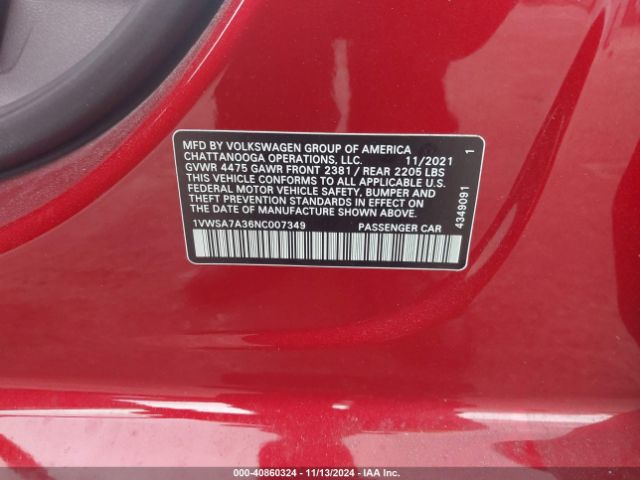 MFD BY VOLKSWAGEN GROUP OF AMERICA
CHATTANOOGA OPERATIONS, LLC. 11/2021
GVWR 4475 GAWR FRONT 2381 / REAR 2205 LBS
THIS VEHICLE CONFORMS TO ALL APPLICABLE U.S.
FEDERAL MOTOR VEHICLE SAFETY, BUMPER AND
THEFT PREVENTION STANDARDS IN EFFECT ON THE
DATE OF MANUFACTURE SHOWN ABOVE.
1VWSA7A36NC007349 PASSENGER CAR
4349091 1
000-40860324 - 11/13/2024 - IAA Inc.